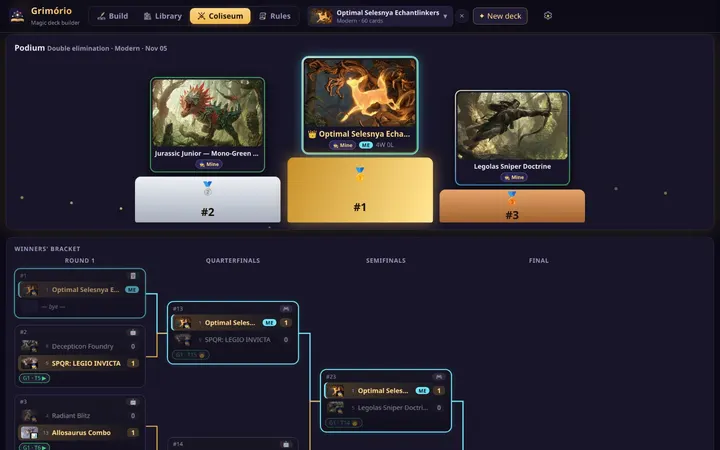 Grimório
Magic deck builder
Build
Library
Coliseum
Rules
Optimal Selesnya Echantlinkers
Modern · 60 cards
New deck
Podium Double elimination · Modern · Nov 05
Jurassic Junior — Mono-Green ...
Mine
#2
Optimal Selesnya Echa...
Mine ME 4W 0L
#1
Legolas Sniper Doctrine
Mine
#3
WINNERS' BRACKET
ROUND 1
QUARTERFINALS
SEMIFINALS
FINAL
#1
1 Optimal Selesnya E... ME
— bye —
#2
Decepticon Foundry 0
SPQR: LEGIO INVICTA 1
G1 · T5
#3
Radiant Blitz 0
Allosaurus Combo 1
G1 · T6
#13
Optimal Seles... ME 1
SPQR: LEGIO INVICTA 0
#14
#23
Optimal Seles... ME 1
Legolas Sniper Doctri... 0
G1 · T14